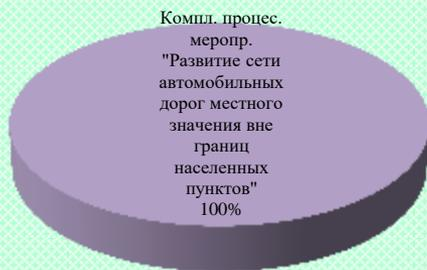 Компл. процес.
меропр.
"Развитие сети
автомобильных
дорог местного
значения вне
границ
населенных
пунктов"
100%